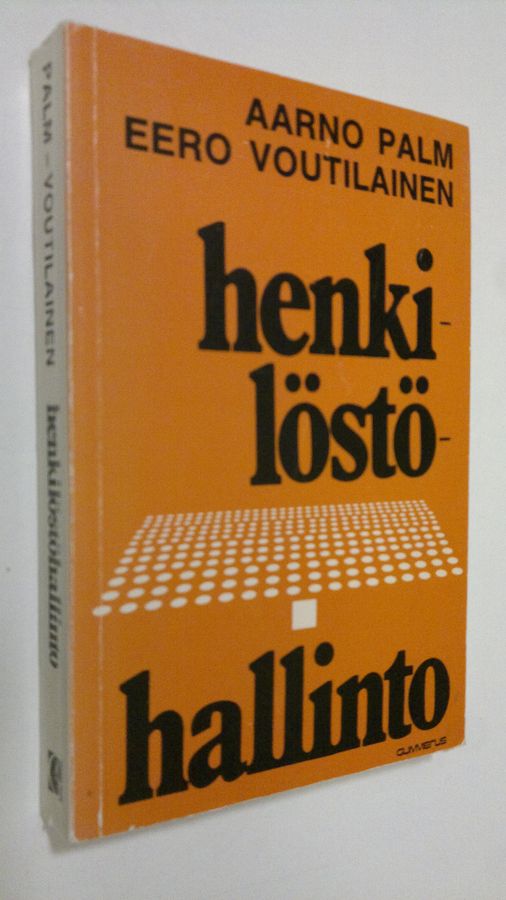 AARNO PALM
EERO VOUTILAINEN
henki-
löstö-
hallinto
GUMMERUS
PALM – VOUTILAINEN henkilöstöhallinto